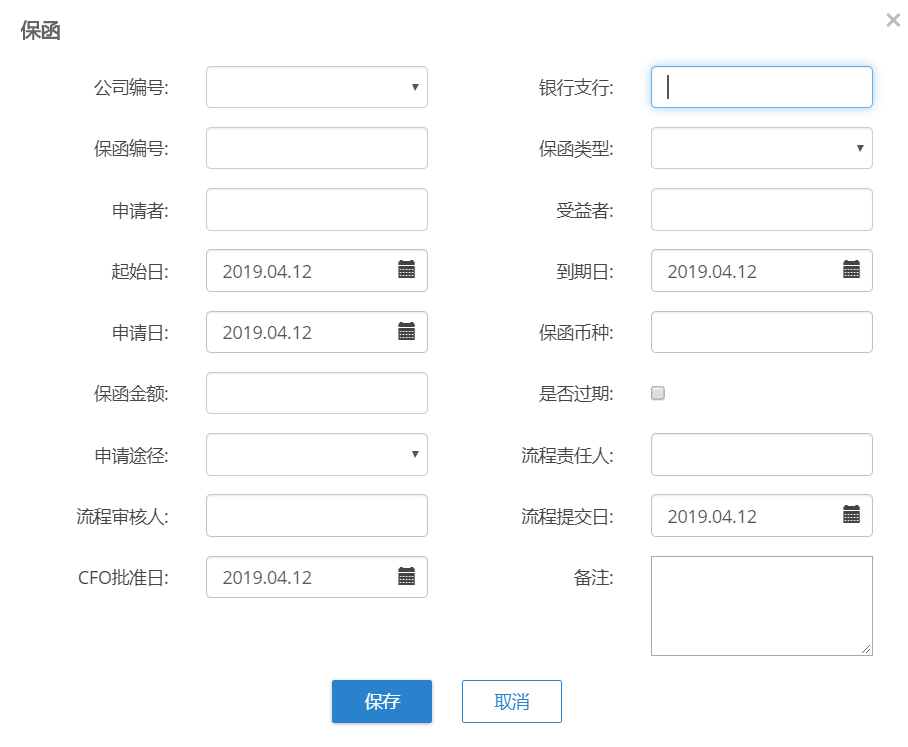 保函
公司编号:
银行支行:
保函编号:
保函类型:
申请者:
受益者:
起始日: 2019.04.12
到期日: 2019.04.12
申请日: 2019.04.12
保函币种:
保函金额:
是否过期:
申请途径:
流程责任人:
流程审核人:
流程提交日: 2019.04.12
CFO批准日: 2019.04.12
备注:
保存
取消